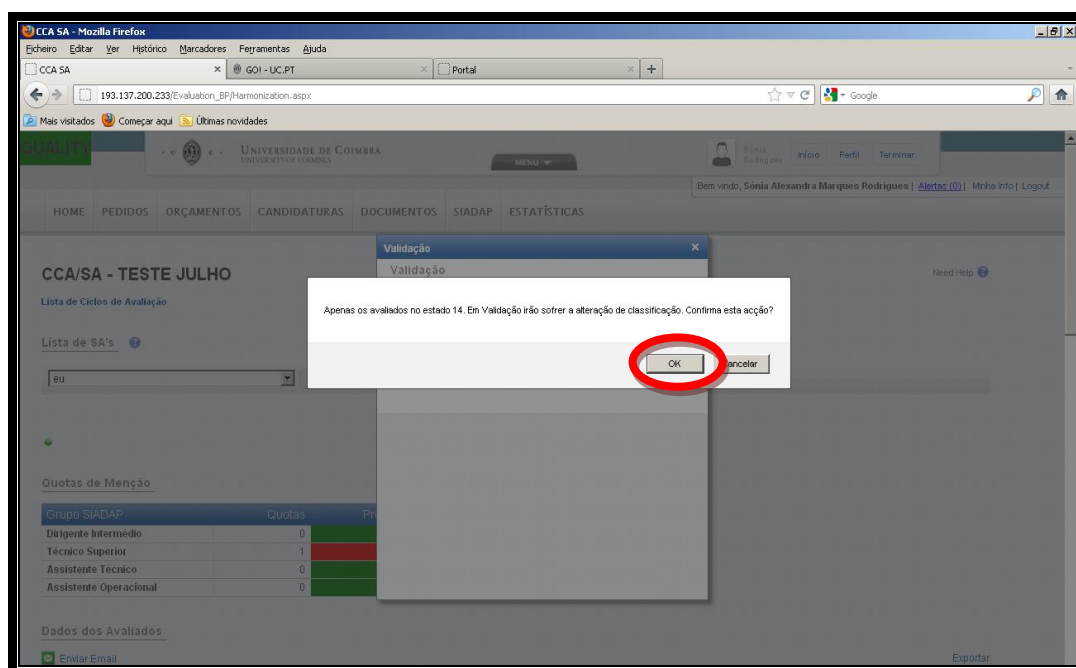 CCA SA - Mozilla Firefox
Ficheiro Editar Ver Histórico Marcadores Ferramentas Ajuda
CCA SA × GO! - UC.PT × Portal × +
193.137.200.233/Evaluation_BP/Harmonization.aspx Google
Mais visitados Começar aqui Últimas novidades
QUALITY UNIVERSIDADE DE COIMBRA MENU Sónia Rodrigues Início Perfil Terminar
UNIVERSITY OF COIMBRA
Bem vindo, Sónia Alexandra Marques Rodrigues | Alertas (0) | Minha info | Logout
HOME PEDIDOS ORÇAMENTOS CANDIDATURAS DOCUMENTOS SIADAP ESTATÍSTICAS
Validação ×
Validação
CCA/SA - TESTE JULHO Need Help
Lista de Ciclos de Avaliação
Apenas os avaliados no estado 14. Em Validação irão sofrer a alteração de classificação. Confirma esta acção?
Lista de SA's
OK Cancelar
eu
Quotas de Menção
Grupo SIADAP Quotas
Dirigente Intermédio 0
Técnico Superior 1
Assistente Técnico 0
Assistente Operacional 0
Dados dos Avaliados
Enviar Email Exportar